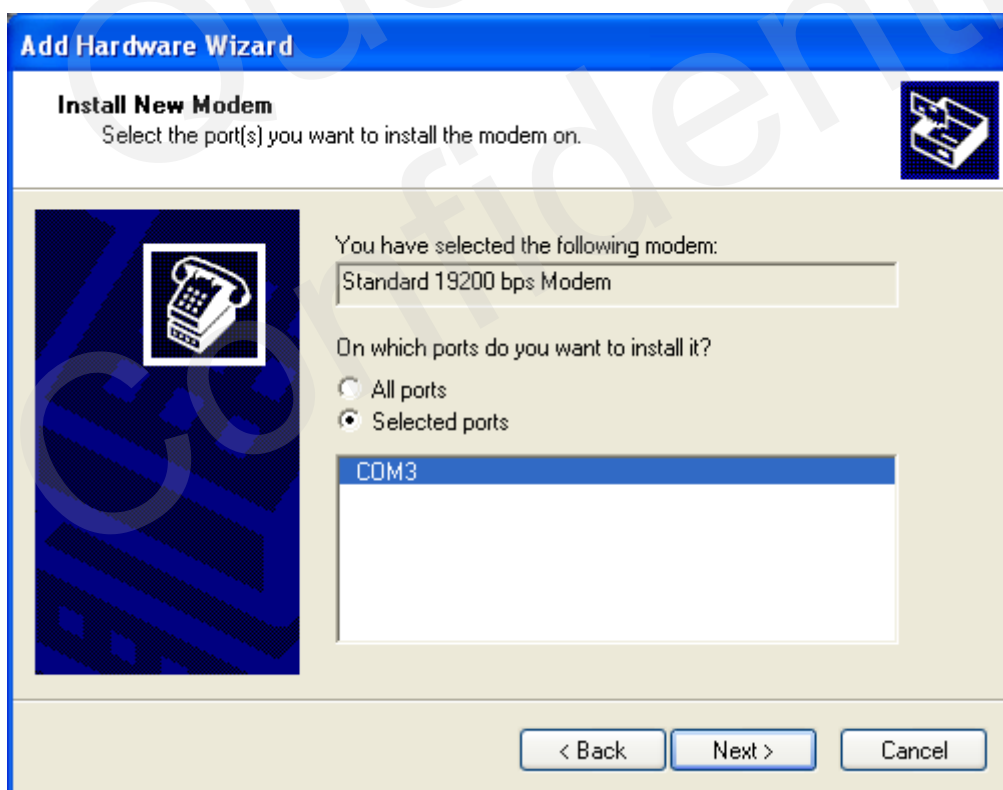 Add Hardware Wizard
Install New Modem
Select the port(s) you want to install the modem on.
You have selected the following modem:
Standard 19200 bps Modem
On which ports do you want to install it?
All ports
Selected ports
COM3
< Back
Next >
Cancel